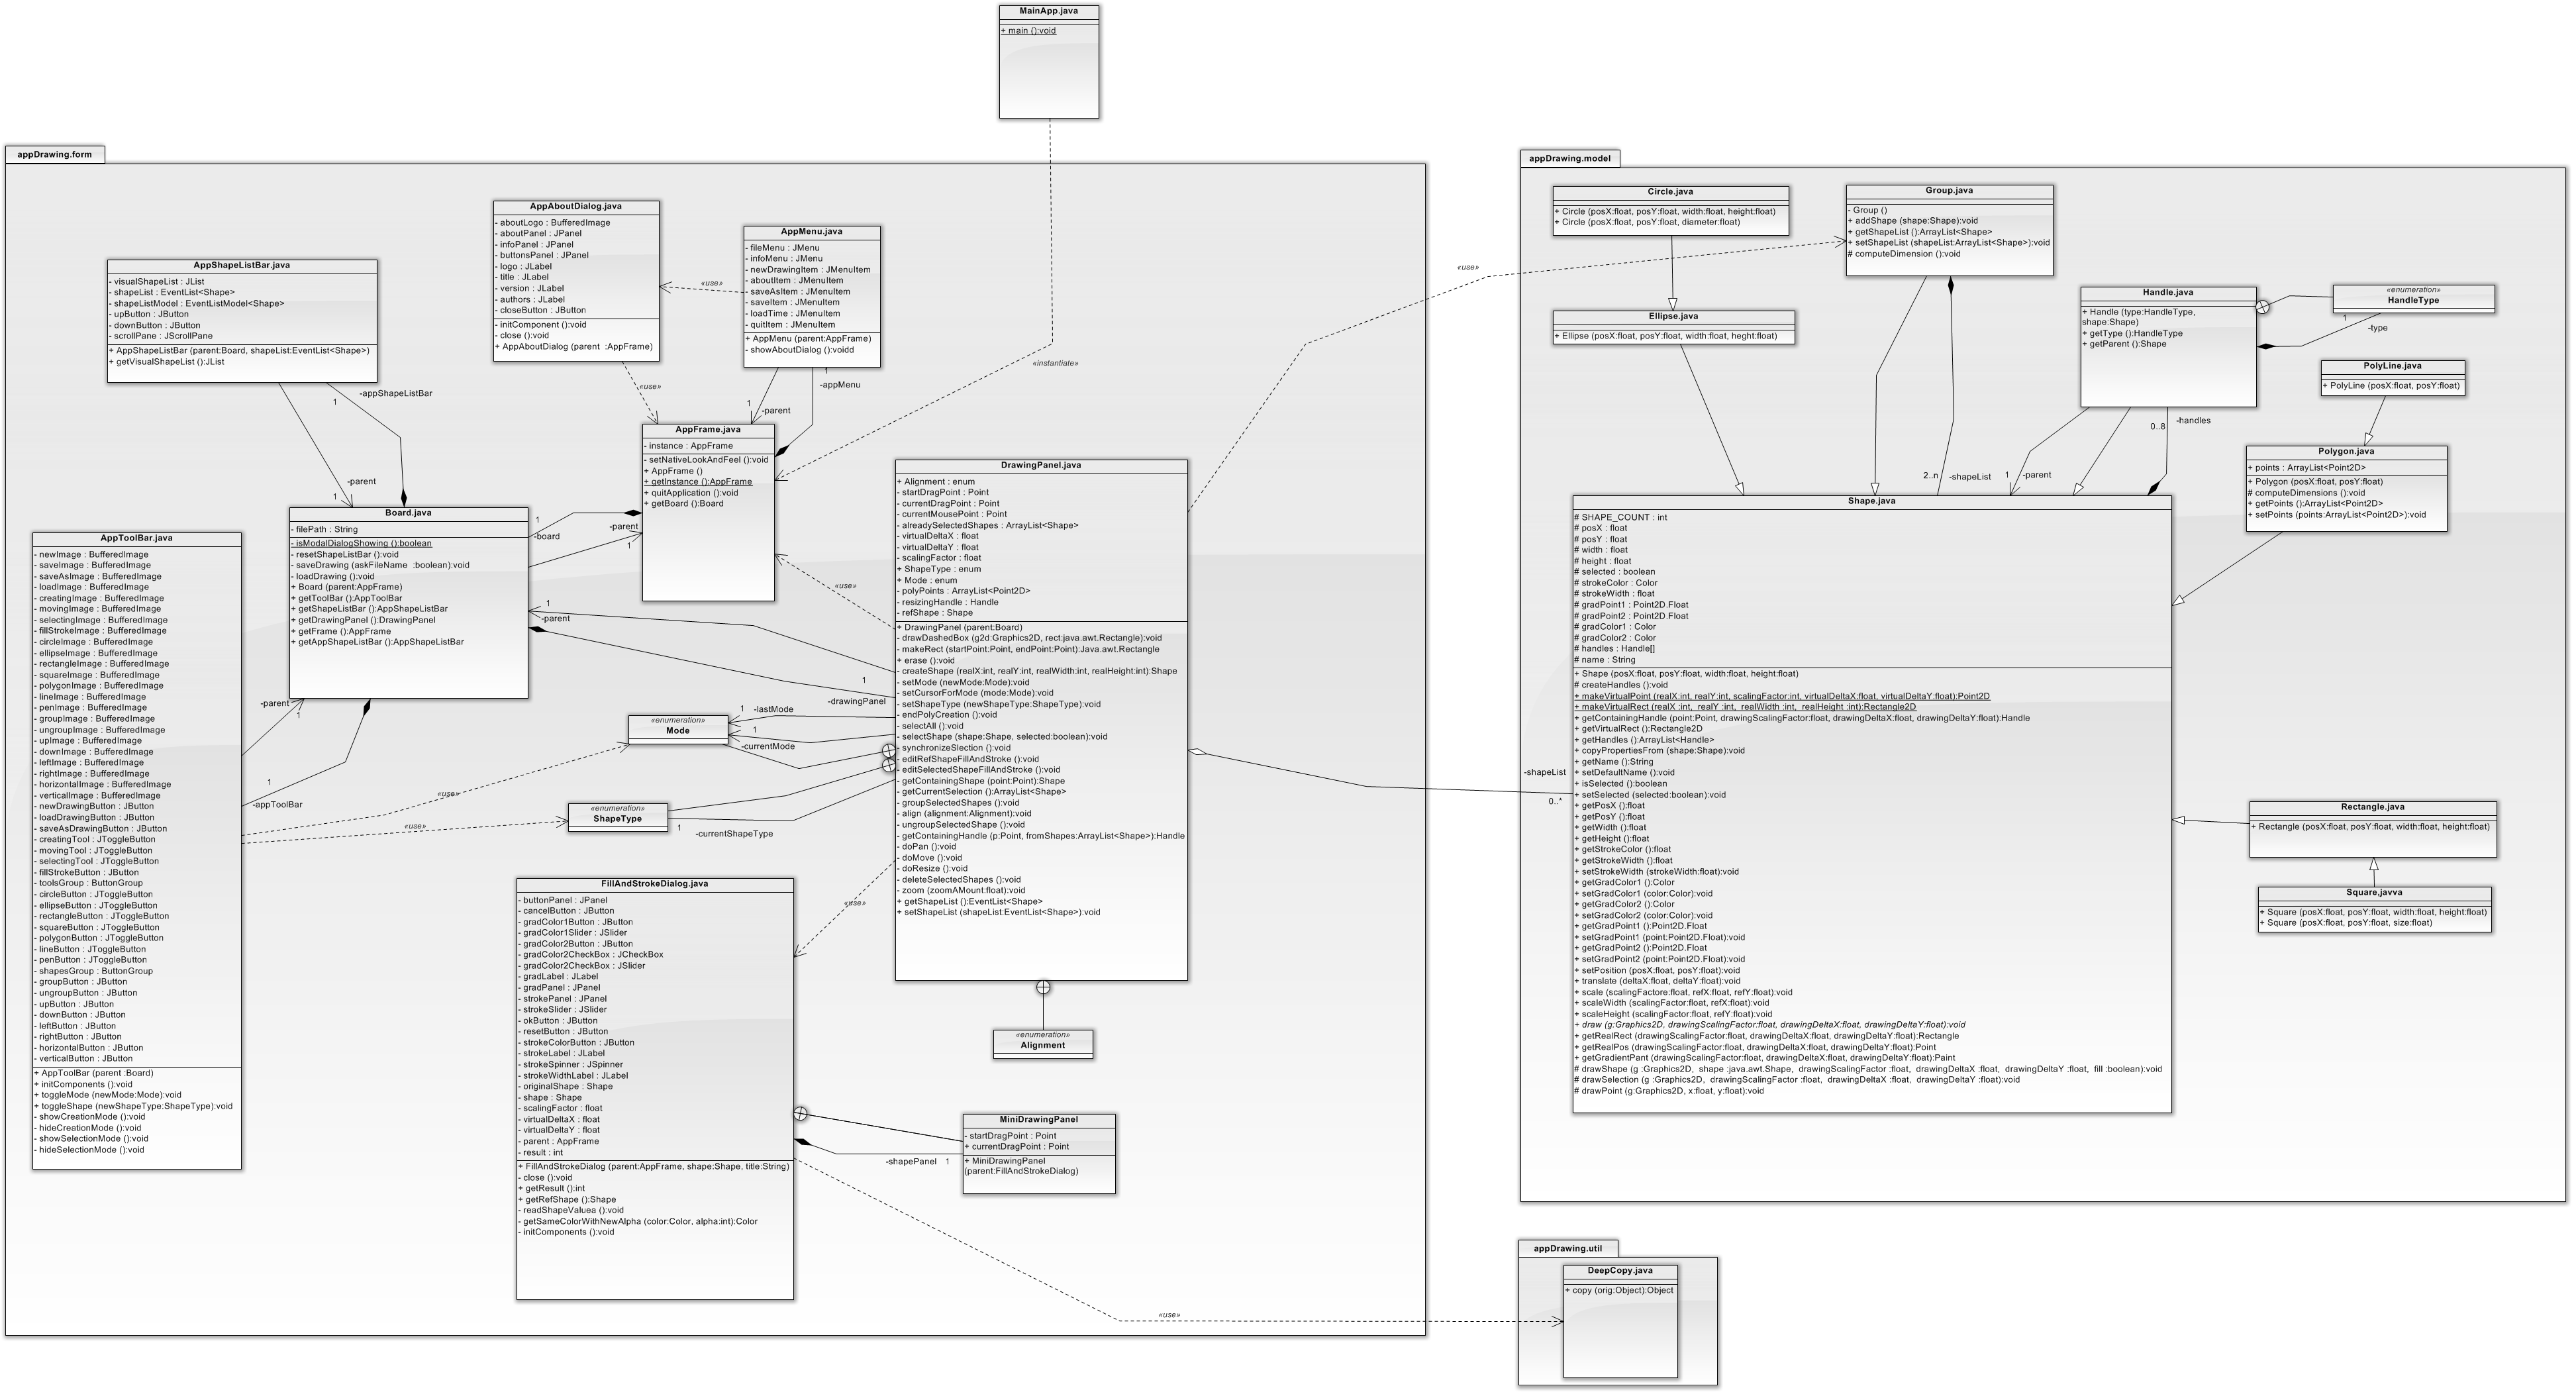 MainApp.java
+ main ():void
appDrawing.form
AppAboutDialog.java
- aboutLogo : BufferedImage
- aboutPanel : JPanel
- infoPanel : JPanel
- buttonsPanel : JPanel
- logo : JLabel
- title : JLabel
- version : JLabel
- authors : JLabel
- closeButton : JButton
- initComponent ():void
- close ():void
+ AppAboutDialog (parent  :AppFrame)
AppMenu.java
- fileMenu : JMenu
- infoMenu : JMenu
- newDrawingItem : JMenuItem
- aboutItem : JMenuItem
- saveAsItem : JMenuItem
- saveItem : JMenuItem
- loadTime : JMenuItem
- quitItem : JMenuItem
+ AppMenu (parent:AppFrame)
- showAboutDialog ():voidd
«use»
«use»
1
-appMenu
1
-parent
«instantiate»
AppShapeListBar.java
- visualShapeList : JList
- shapeList : EventList<Shape>
- shapeListModel : EventListModel<Shape>
- upButton : JButton
- downButton : JButton
- scrollPane : JScrollPane
+ AppShapeListBar (parent:Board, shapeList:EventList<Shape>)
+ getVisualShapeList ():JList
1
-appShapeListBar
-parent
1
AppFrame.java
- instance : AppFrame
- setNativeLookAndFeel ():void
+ AppFrame ()
+ getInstance ():AppFrame
+ quitApplication ():void
+ getBoard ():Board
Board.java
- filePath : String
- isModalDialogShowing ():boolean
- resetShapeListBar ():void
- saveDrawing (askFileName  :boolean):void
- loadDrawing ():void
+ Board (parent:AppFrame)
+ getToolBar ():AppToolBar
+ getShapeListBar ():AppShapeListBar
+ getDrawingPanel ():DrawingPanel
+ getFrame ():AppFrame
+ getAppShapeListBar ():AppShapeListBar
1
-board
-parent
1
«use»
1
-parent
1
-drawingPanel
-parent
1
1
-appToolBar
AppToolBar.java
- newImage : BufferedImage
- saveImage : BufferedImage
- saveAsImage : BufferedImage
- loadImage : BufferedImage
- creatingImage : BufferedImage
- movingImage : BufferedImage
- selectingImage : BufferedImage
- fillStrokeImage : BufferedImage
- circleImage : BufferedImage
- ellipseImage : BufferedImage
- rectangleImage : BufferedImage
- squareImage : BufferedImage
- polygonImage : BufferedImage
- lineImage : BufferedImage
- penImage : BufferedImage
- groupImage : BufferedImage
- ungroupImage : BufferedImage
- upImage : BufferedImage
- downImage : BufferedImage
- leftImage : BufferedImage
- rightImage : BufferedImage
- horizontalImage : BufferedImage
- verticalImage : BufferedImage
- newDrawingButton : JButton
- loadDrawingButton : JButton
- saveAsDrawingButton : JButton
- creatingTool : JToggleButton
- movingTool : JToggleButton
- selectingTool : JToggleButton
- fillStrokeButton : JButton
- toolsGroup : ButtonGroup
- circleButton : JToggleButton
- ellipseButton : JToggleButton
- rectangleButton : JToggleButton
- squareButton : JToggleButton
- polygonButton : JToggleButton
- lineButton : JToggleButton
- penButton : JToggleButton
- shapesGroup : ButtonGroup
- groupButton : JButton
- ungroupButton : JButton
- upButton : JButton
- downButton : JButton
- leftButton : JButton
- rightButton : JButton
- horizontalButton : JButton
- verticalButton : JButton
+ AppToolBar (parent :Board)
+ initComponents ():void
+ toggleMode (newMode:Mode):void
+ toggleShape (newShapeType:ShapeType):void
- showCreationMode ():void
- hideCreationMode ():void
- showSelectionMode ():void
- hideSelectionMode ():void
«use»
«use»
«enumeration»
Mode
1 -lastMode
1
-currentMode
«enumeration»
ShapeType
1
-currentShapeType
DrawingPanel.java
+ Alignment : enum
- startDragPoint : Point
- currentDragPoint : Point
- currentMousePoint : Point
- alreadySelectedShapes : ArrayList<Shape>
- virtualDeltaX : float
- virtualDeltaY : float
- scalingFactor : float
+ ShapeType : enum
+ Mode : enum
- polyPoints : ArrayList<Point2D>
- resizingHandle : Handle
- refShape : Shape
+ DrawingPanel (parent:Board)
- drawDashedBox (g2d:Graphics2D, rect:java.awt.Rectangle):void
- makeRect (startPoint:Point, endPoint:Point):Java.awt.Rectangle
+ erase ():void
- createShape (realX:int, realY:int, realWidth:int, realHeight:int):Shape
- setMode (newMode:Mode):void
- setCursorForMode (mode:Mode):void
- setShapeType (newShapeType:ShapeType):void
- endPolyCreation ():void
- selectAll ():void
- selectShape (shape:Shape, selected:boolean):void
- synchronizeSlection ():void
- editRefShapeFillAndStroke ():void
- editSelectedShapeFillAndStroke ():void
- getContainingShape (point:Point):Shape
- getCurrentSelection ():ArrayList<Shape>
- groupSelectedShapes ():void
- align (alignment:Alignment):void
- ungroupSelectedShape ():void
- getContainingHandle (p:Point, fromShapes:ArrayList<Shape>):Handle
- doPan ():void
- doMove ():void
- doResize ():void
- deleteSelectedShapes ():void
- zoom (zoomAMount:float):void
+ getShapeList ():EventList<Shape>
+ setShapeList (shapeList:EventList<Shape>):void
«use»
«enumeration»
Alignment
FillAndStrokeDialog.java
- buttonPanel : JPanel
- cancelButton : JButton
- gradColor1Button : JButton
- gradColor1Slider : JSlider
- gradColor2Button : JButton
- gradColor2CheckBox : JCheckBox
- gradColor2CheckBox : JSlider
- gradLabel : JLabel
- gradPanel : JPanel
- strokePanel : JPanel
- strokeSlider : JSlider
- okButton : JButton
- resetButton : JButton
- strokeColorButton : JButton
- strokeLabel : JLabel
- strokeSpinner : JSpinner
- strokeWidthLabel : JLabel
- originalShape : Shape
- shape : Shape
- scalingFactor : float
- virtualDeltaX : float
- virtualDeltaY : float
- parent : AppFrame
- result : int
+ FillAndStrokeDialog (parent:AppFrame, shape:Shape, title:String)
- close ():void
+ getResult ():int
+ getRefShape ():Shape
- readShapeValuea ():void
- getSameColorWithNewAlpha (color:Color, alpha:int):Color
- initComponents ():void
MiniDrawingPanel
- startDragPoint : Point
+ currentDragPoint : Point
+ MiniDrawingPanel
(parent:FillAndStrokeDialog)
-shapePanel 1
«use»
«use»
appDrawing.model
Circle.java
+ Circle (posX:float, posY:float, width:float, height:float)
+ Circle (posX:float, posY:float, diameter:float)
Ellipse.java
+ Ellipse (posX:float, posY:float, width:float, heght:float)
Group.java
- Group ()
+ addShape (shape:Shape):void
+ getShapeList ():ArrayList<Shape>
+ setShapeList (shapeList:ArrayList<Shape>):void
# computeDimension ():void
Handle.java
+ Handle (type:HandleType,
shape:Shape)
+ getType ():HandleType
+ getParent ():Shape
«enumeration»
HandleType
1
-type
PolyLine.java
+ PolyLine (posX:float, posY:float)
Polygon.java
+ points : ArrayList<Point2D>
+ Polygon (posX:float, posY:float)
# computeDimensions ():void
+ getPoints ():ArrayList<Point2D>
+ setPoints (points:ArrayList<Point2D>):void
0..8
-handles
2..n
-shapeList
1
-parent
Shape.java
# SHAPE_COUNT : int
# posX : float
# posY : float
# width : float
# height : float
# selected : boolean
# strokeColor : Color
# strokeWidth : float
# gradPoint1 : Point2D.Float
# gradPoint2 : Point2D.Float
# gradColor1 : Color
# gradColor2 : Color
# handles : Handle[]
# name : String
+ Shape (posX:float, posY:float, width:float, height:float)
# createHandles ():void
+ makeVirtualPoint (realX:int, realY:int, scalingFactor:int, virtualDeltaX:float, virtualDeltaY:float):Point2D
+ makeVirtualRect (realX :int,  realY :int,  realWidth :int,  realHeight :int):Rectangle2D
+ getContainingHandle (point:Point, drawingScalingFactor:float, drawingDeltaX:float, drawingDeltaY:float):Handle
+ getVirtualRect ():Rectangle2D
+ getHandles ():ArrayList<Handle>
+ copyPropertiesFrom (shape:Shape):void
+ getName ():String
+ setDefaultName ():void
+ isSelected ():boolean
+ setSelected (selected:boolean):void
+ getPosX ():float
+ getPosY ():float
+ getWidth ():float
+ getHeight ():float
+ getStrokeColor ():float
+ getStrokeWidth ():float
+ setStrokeWidth (strokeWidth:float):void
+ getGradColor1 ():Color
+ setGradColor1 (color:Color):void
+ getGradColor2 ():Color
+ setGradColor2 (color:Color):void
+ getGradPoint1 ():Point2D.Float
+ setGradPoint1 (point:Point2D.Float):void
+ getGradPoint2 ():Point2D.Float
+ setGradPoint2 (point:Point2D.Float):void
+ setPosition (posX:float, posY:float):void
+ translate (deltaX:float, deltaY:float):void
+ scale (scalingFactore:float, refX:float, refY:float):void
+ scaleWidth (scalingFactor:float, refX:float):void
+ scaleHeight (scalingFactor:float, refY:float):void
+ draw (g:Graphics2D, drawingScalingFactor:float, drawingDeltaX:float, drawingDeltaY:float):void
+ getRealRect (drawingScalingFactor:float, drawingDeltaX:float, drawingDeltaY:float):Rectangle
+ getRealPos (drawingScalingFactor:float, drawingDeltaX:float, drawingDeltaY:float):Point
+ getGradientPant (drawingScalingFactor:float, drawingDeltaX:float, drawingDeltaY:float):Paint
# drawShape (g :Graphics2D,  shape :java.awt.Shape,  drawingScalingFactor :float,  drawingDeltaX :float,  drawingDeltaY :float,  fill :boolean):void
# drawSelection (g :Graphics2D,  drawingScalingFactor :float,  drawingDeltaX :float,  drawingDeltaY :float):void
# drawPoint (g:Graphics2D, x:float, y:float):void
-shapeList
0..*
Rectangle.java
+ Rectangle (posX:float, posY:float, width:float, height:float)
Square.javva
+ Square (posX:float, posY:float, width:float, height:float)
+ Square (posX:float, posY:float, size:float)
appDrawing.util
DeepCopy.java
+ copy (orig:Object):Object